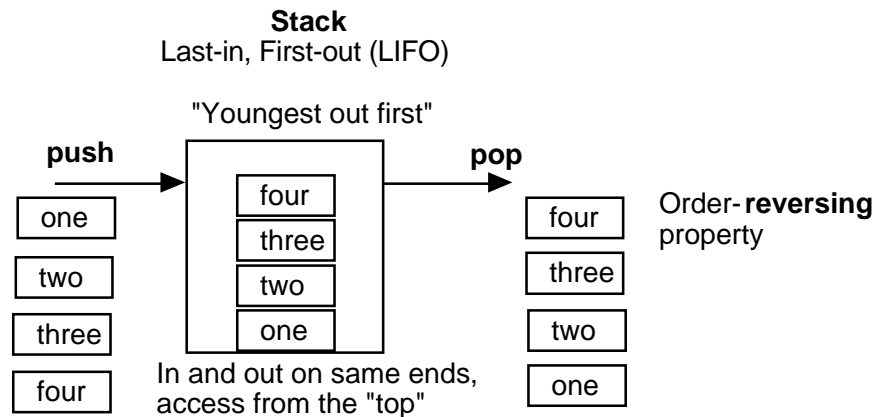 Stack
Last-in, First-out (LIFO)
"Youngest out first"
push
pop
one
two
three
four
four
three
two
one
In and out on same ends,
access from the "top"
four
three
two
one
Order-reversing
property